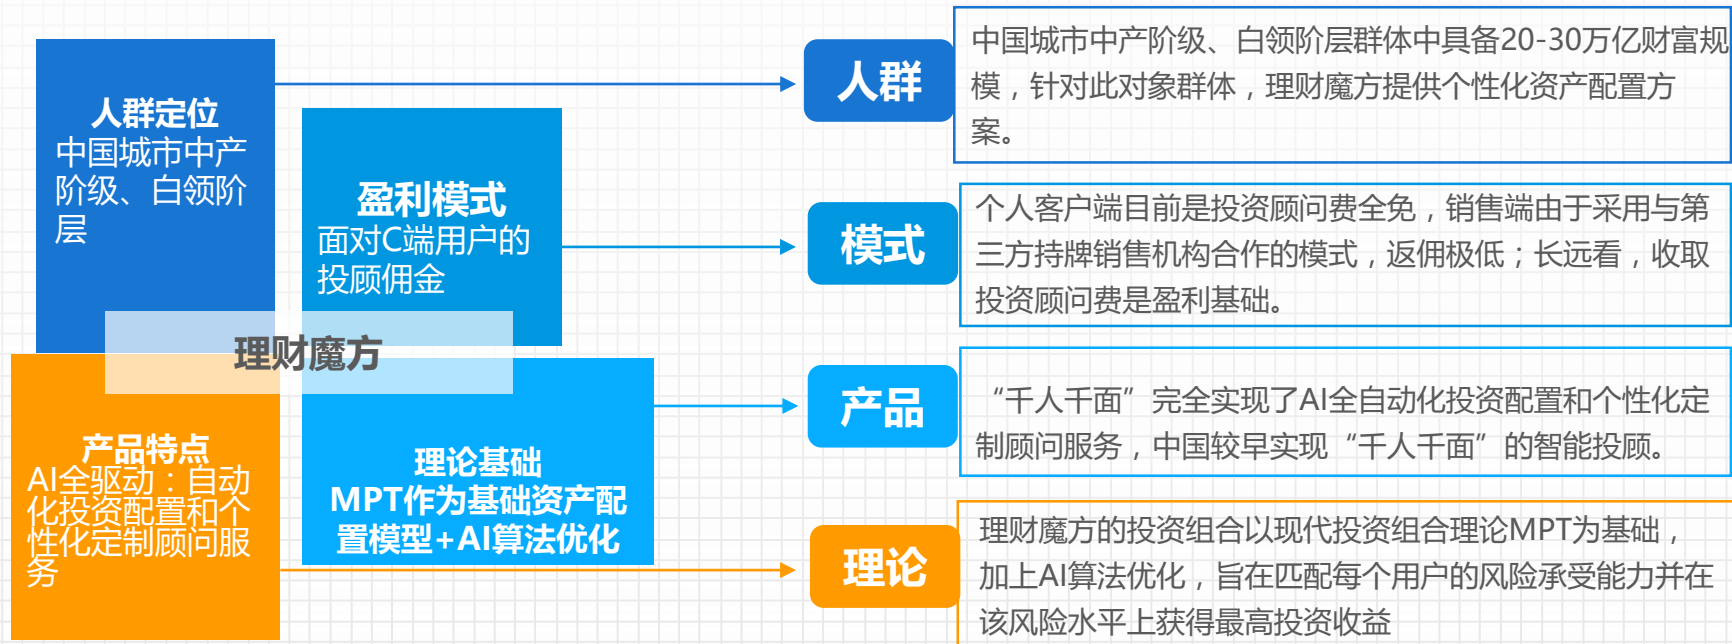 人群定位
中国城市中产
阶级、白领阶
层
盈利模式
面对C端用户的
投顾佣金
理财魔方
产品特点
AI全驱动：自动
化投资配置和个
性化定制顾问服
务
理论基础
MPT作为基础资产配
置模型+AI算法优化
人群
中国城市中产阶级、白领阶层群体中具备20-30万亿财富规
模，针对此对象群体，理财魔方提供个性化资产配置方
案。
模式
个人客户端目前是投资顾问费全免，销售端由于采用与第
三方持牌销售机构合作的模式，返佣极低；长远看，收取
投资顾问费是盈利基础。
产品
“千人千面”完全实现了AI全自动化投资配置和个性化定
制顾问服务，中国较早实现“千人千面”的智能投顾。
理论
理财魔方的投资组合以现代投资组合理论MPT为基础，
加上AI算法优化，旨在匹配每个用户的风险承受能力并在
该风险水平上获得最高投资收益